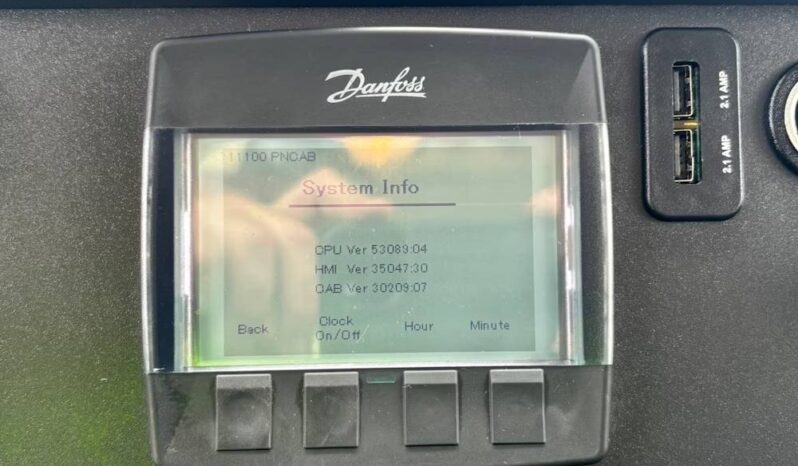 Danfoss
11100 PNCAB
System Info
CPU Ver 53089:04
HMI Ver 35047:30
CAB Ver 30209:07
Back
Clock
On/Off
Hour
Minute
2.1 AMP
2.1 AMP